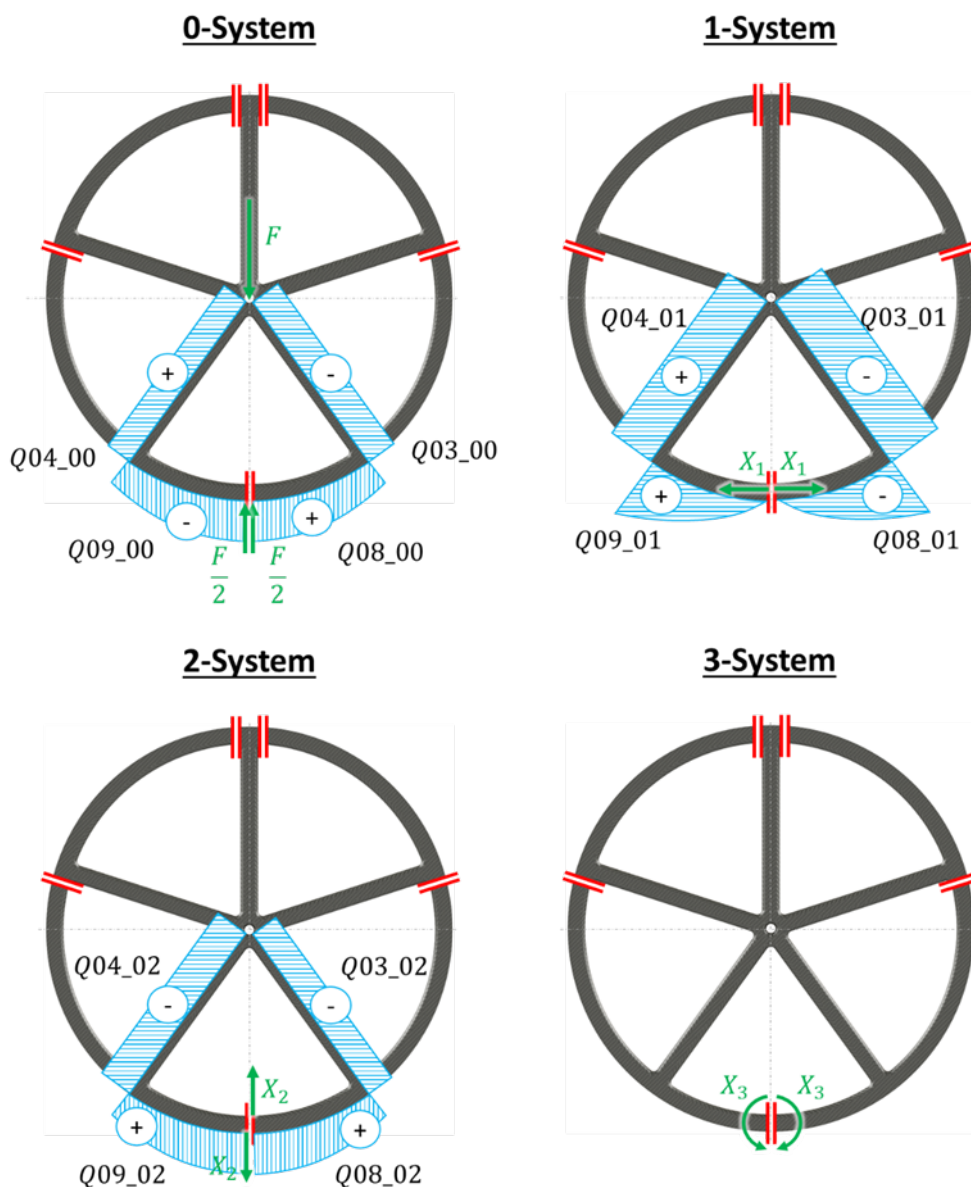 0-System
1-System
F
Q04_01
Q03_01
+
-
+
-
Q04_00
Q03_00
X₁
X₁
+
-
-
+
Q09_00
Q08_00
Q09_01
Q08_01
F/2
F/2
2-System
3-System
Q04_02
Q03_02
-
-
X₂
X₃
X₃
+
+
X₂
Q09_02
Q08_02